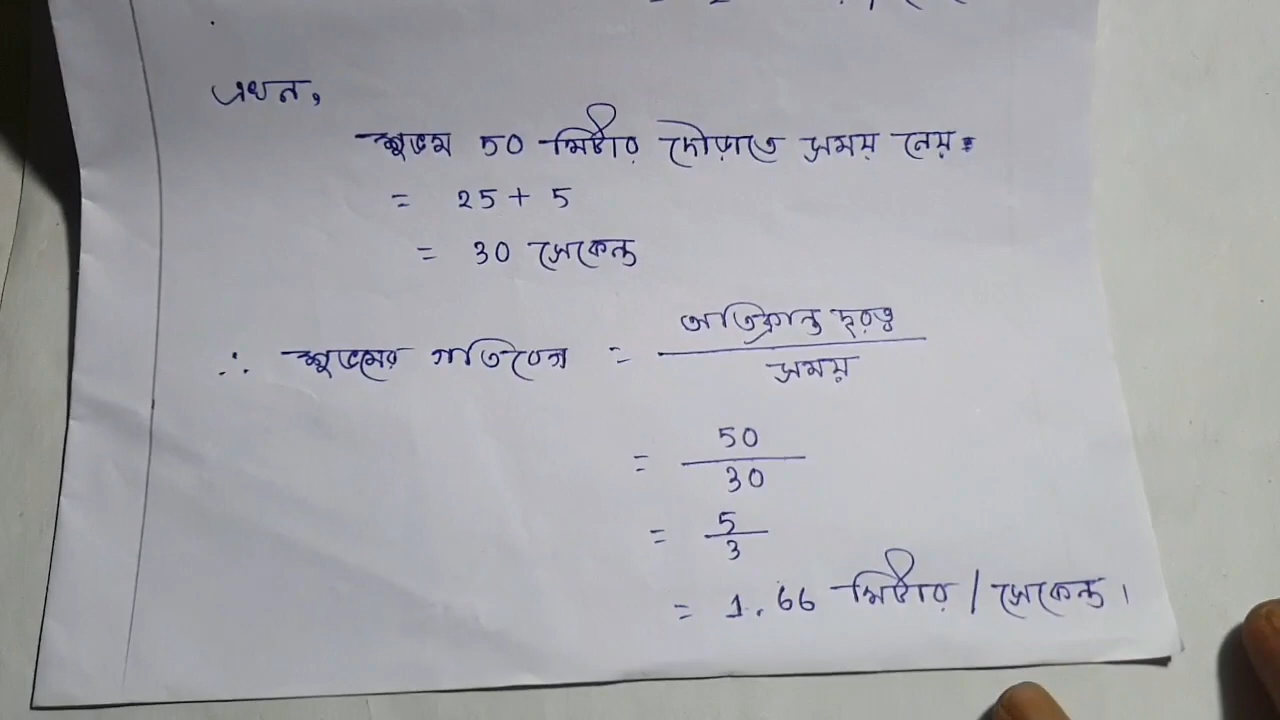 এখন,
শুভম 50 মিটার দৌড়াতে সময় নেয়ঃ
= 25 + 5
= 30 সেকেন্ড
∴ শুভমের গতিবেগ = অতিক্রান্ত দূরত্ব / সময়
= 50 / 30
= 5 / 3
= 1.66 মিটার / সেকেন্ড।